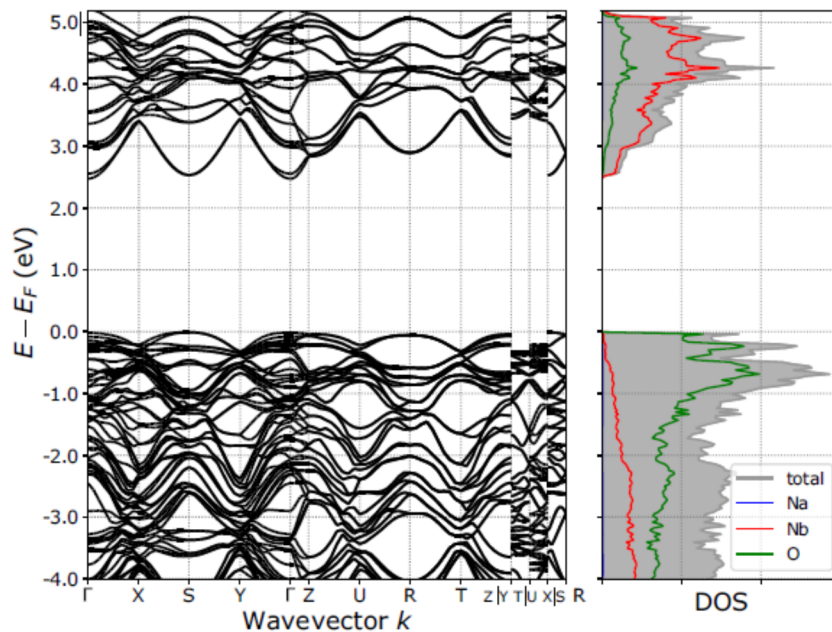 5.0
4.0
3.0
2.0
1.0
0.0
-1.0
-2.0
-3.0
-4.0
E − E_F (eV)
Γ X S Y Γ Z U R T Z|Y T|U X|S R
Wavevector k
total
Na
Nb
O
DOS